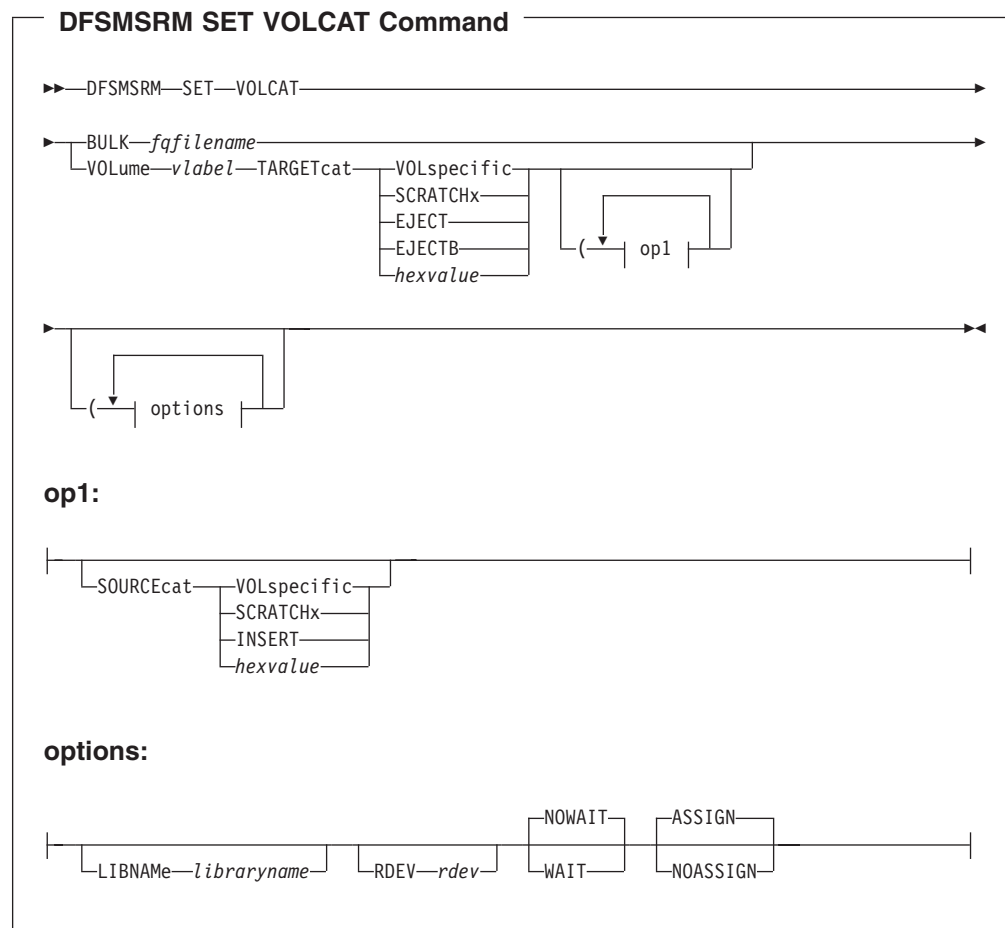 DFSMSRM SET VOLCAT Command
DFSMSRM SET VOLCAT
BULK fqfilename
VOLume vlabel TARGETcat VOLspecific
SCRATCHx
EJECT
EJECTB
hexvalue
( op1
( options
op1:
SOURCEcat VOLspecific
SCRATCHx
INSERT
hexvalue
options:
NOWAIT ASSIGN
LIBNAMe libraryname RDEV rdev WAIT NOASSIGN